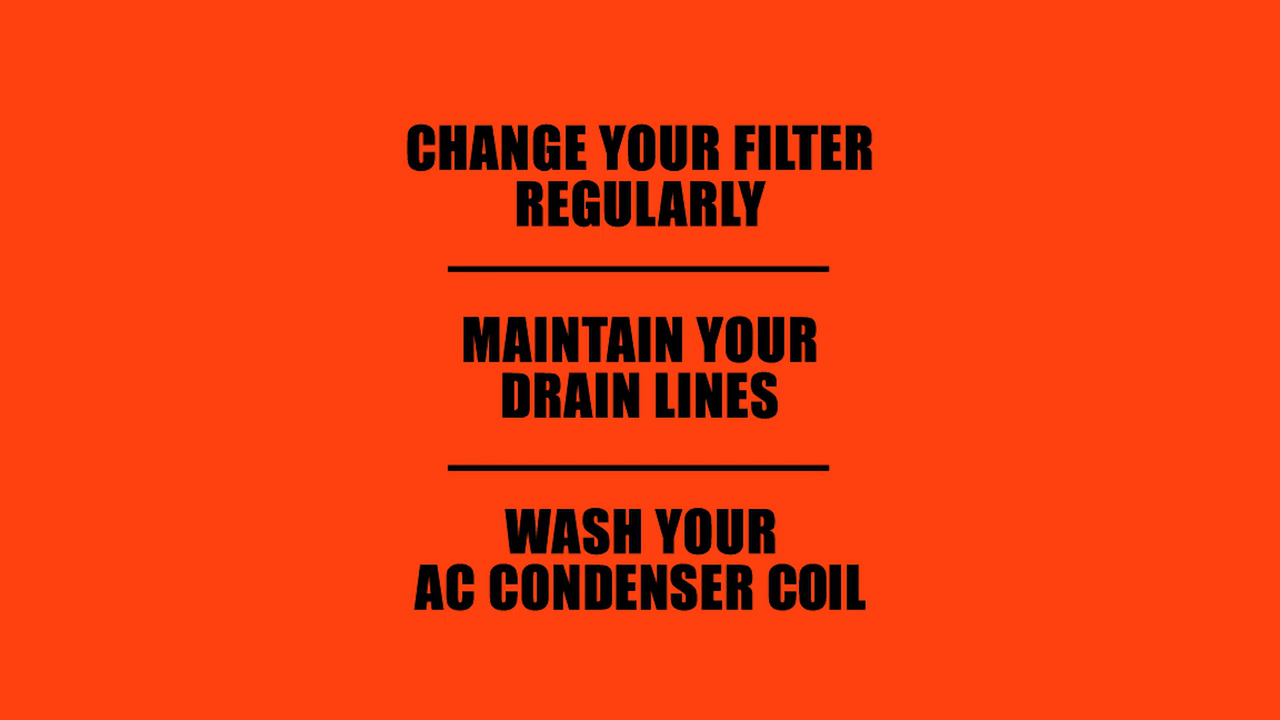 CHANGE YOUR FILTER
REGULARLY
MAINTAIN YOUR
DRAIN LINES
WASH YOUR
AC CONDENSER COIL